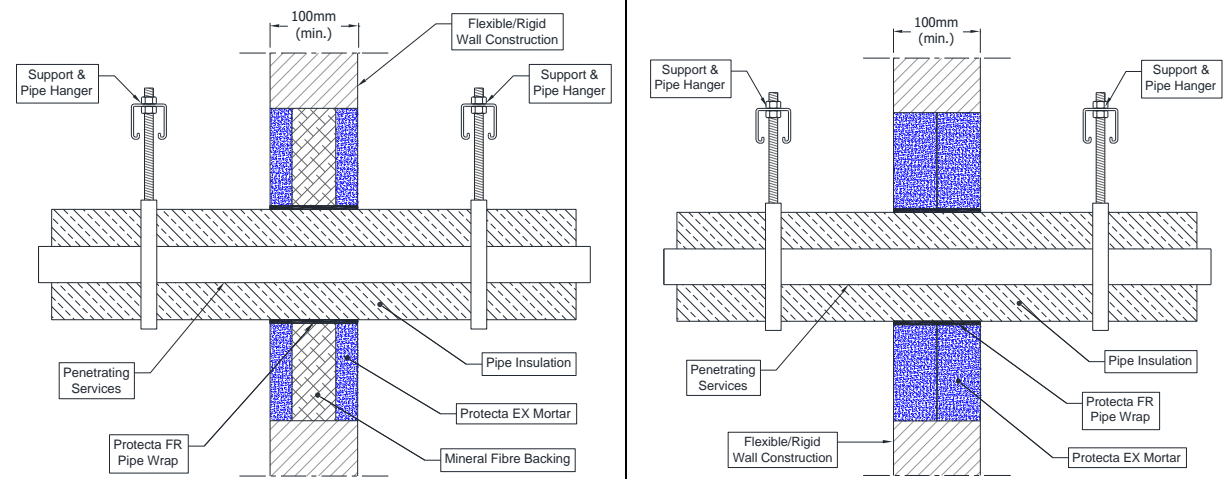 100mm
(min.)
Flexible/Rigid
Wall Construction
Support &
Pipe Hanger
Support &
Pipe Hanger
Penetrating
Services
Pipe Insulation
Protecta EX Mortar
Protecta FR
Pipe Wrap
Mineral Fibre Backing
100mm
(min.)
Support &
Pipe Hanger
Support &
Pipe Hanger
Penetrating
Services
Pipe Insulation
Protecta FR
Pipe Wrap
Flexible/Rigid
Wall Construction
Protecta EX Mortar